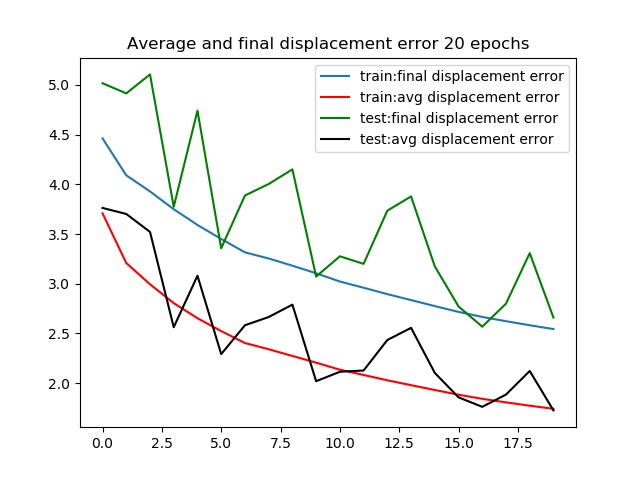 Average and final displacement error 20 epochs
train:final displacement error
train:avg displacement error
test:final displacement error
test:avg displacement error
5.0
4.5
4.0
3.5
3.0
2.5
2.0
0.0 2.5 5.0 7.5 10.0 12.5 15.0 17.5